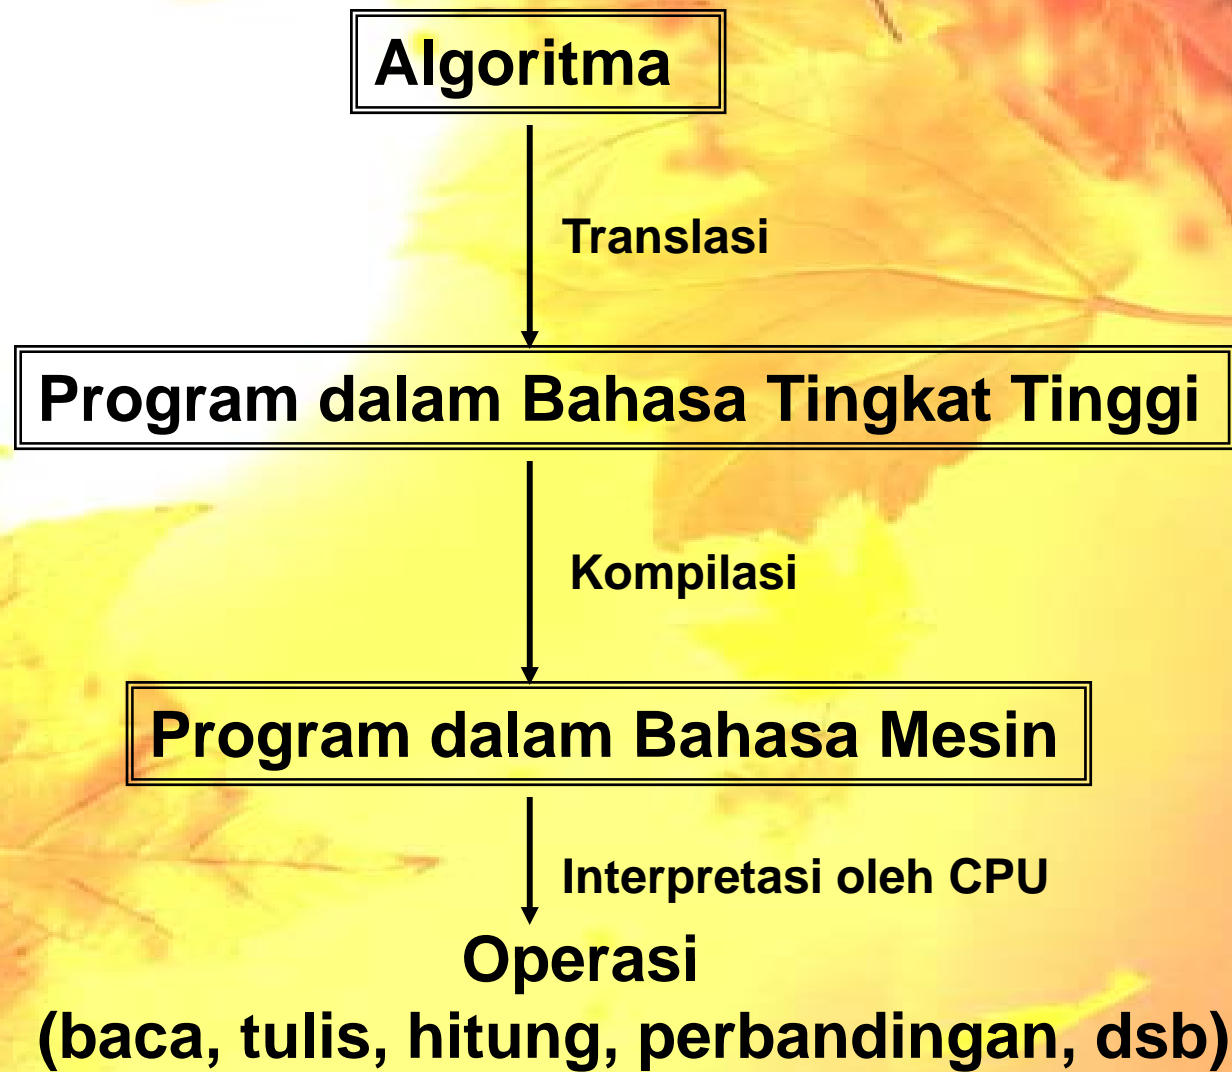 Algoritma
Translasi
Program dalam Bahasa Tingkat Tinggi
Kompilasi
Program dalam Bahasa Mesin
Interpretasi oleh CPU
Operasi
(baca, tulis, hitung, perbandingan, dsb)